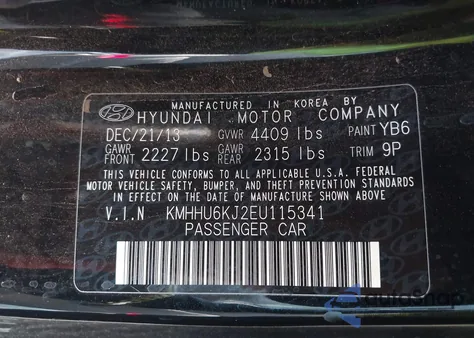 MANUFACTURED IN KOREA BY
HYUNDAI MOTOR COMPANY
DEC/21/13 GVWR 4409 lbs PAINT YB6
GAWR FRONT 2227 lbs GAWR REAR 2315 lbs TRIM 9P
THIS VEHICLE CONFORMS TO ALL APPLICABLE U.S.A. FEDERAL
MOTOR VEHICLE SAFETY, BUMPER, AND THEFT PREVENTION STANDARDS
IN EFFECT ON THE DATE OF MANUFACTURE SHOWN ABOVE
V.I.N KMHHU6KJ2EU115341
PASSENGER CAR
AutoSnap